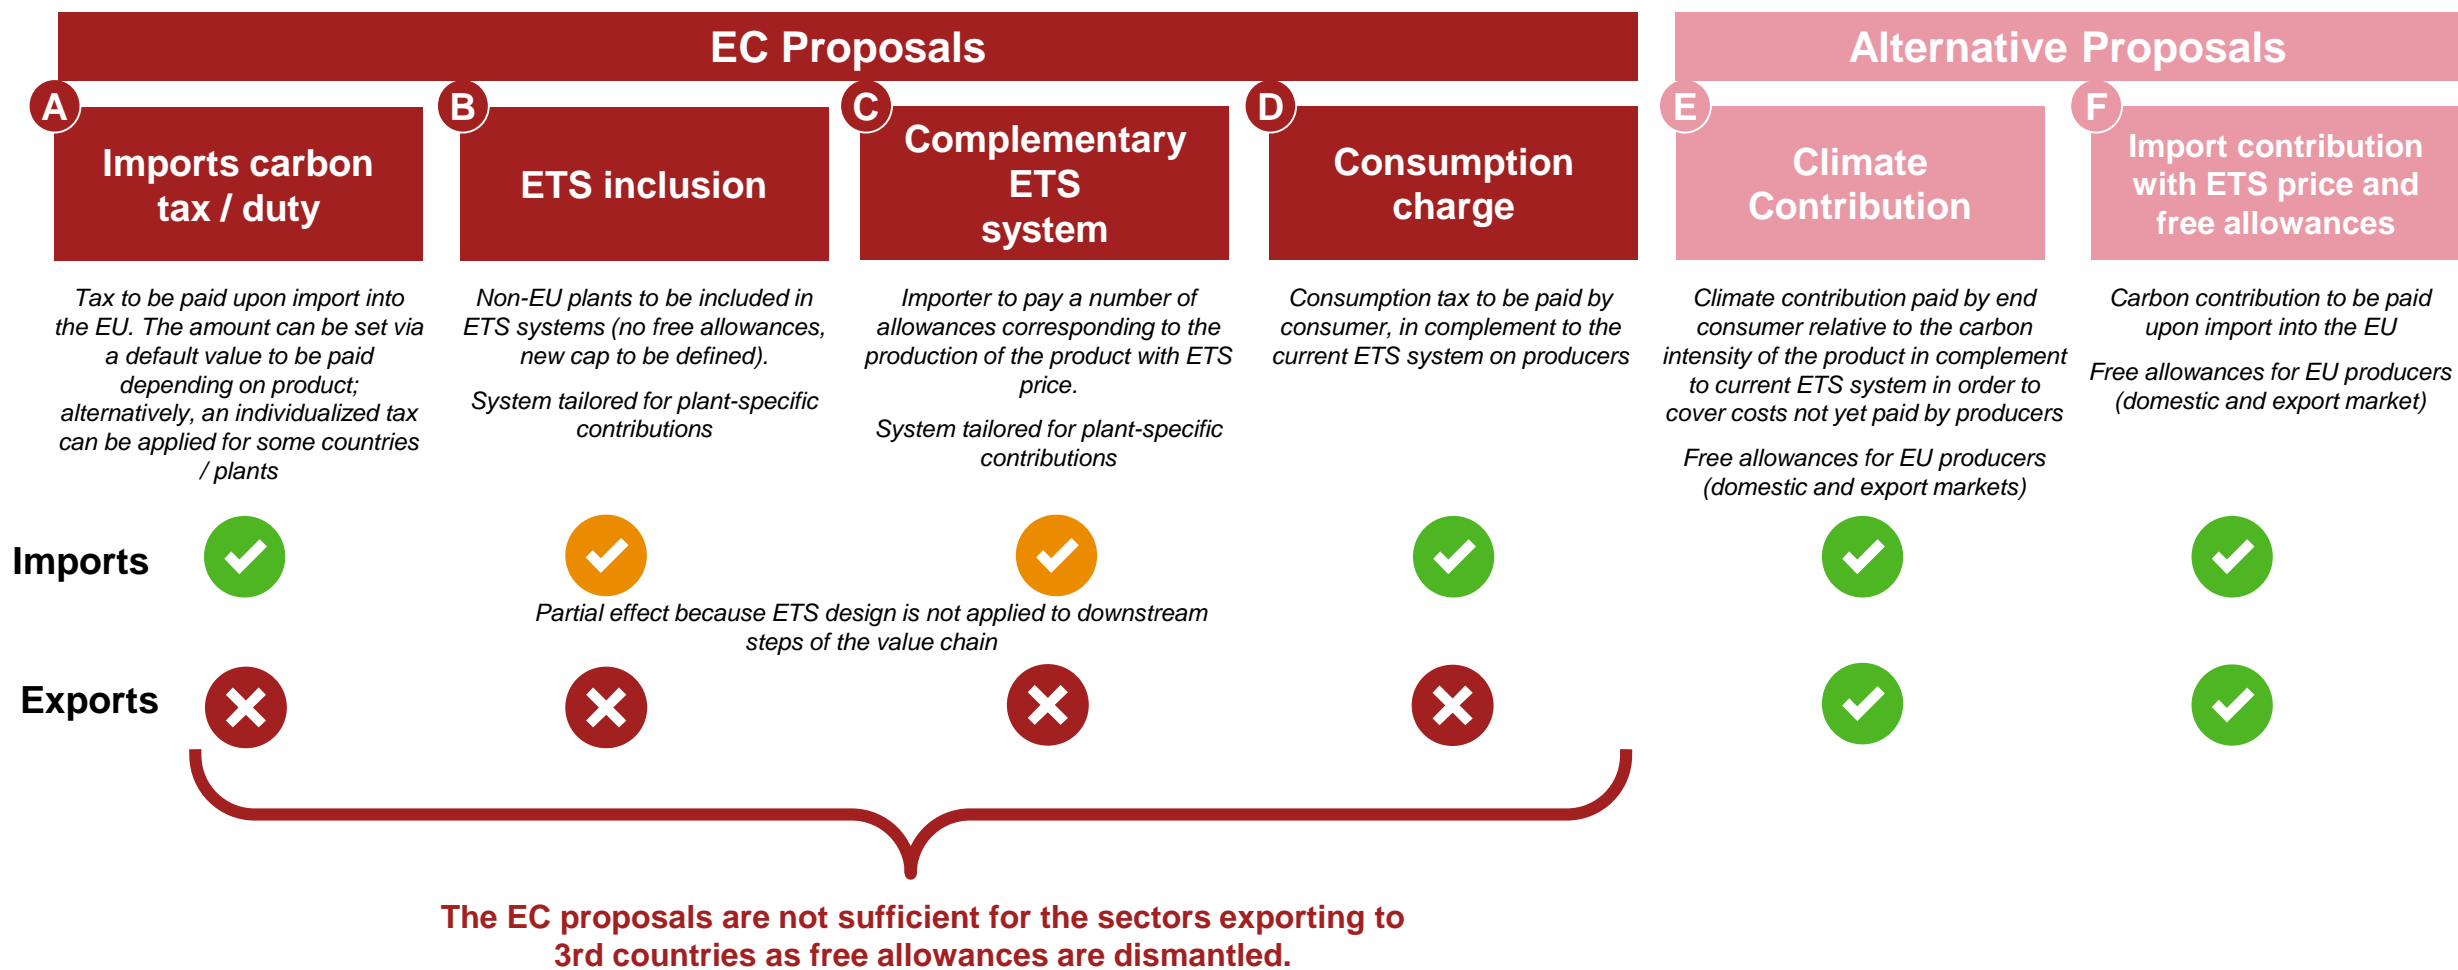 EC Proposals
Alternative Proposals
A
Imports carbon
tax / duty
Tax to be paid upon import into
the EU. The amount can be set via
a default value to be paid
depending on product;
alternatively, an individualized tax
can be applied for some countries
/ plants
B
ETS inclusion
Non-EU plants to be included in
ETS systems (no free allowances,
new cap to be defined).
System tailored for plant-specific
contributions
C
Complementary
ETS
system
Importer to pay a number of
allowances corresponding to the
production of the product with ETS
price.
System tailored for plant-specific
contributions
D
Consumption
charge
Consumption tax to be paid by
consumer, in complement to the
current ETS system on producers
E
Climate
Contribution
Climate contribution paid by end
consumer relative to the carbon
intensity of the product in complement
to current ETS system in order to
cover costs not yet paid by producers
Free allowances for EU producers
(domestic and export markets)
F
Import contribution
with ETS price and
free allowances
Carbon contribution to be paid
upon import into the EU
Free allowances for EU producers
(domestic and export market)
Imports
Partial effect because ETS design is not applied to downstream
steps of the value chain
Exports
The EC proposals are not sufficient for the sectors exporting to
3rd countries as free allowances are dismantled.